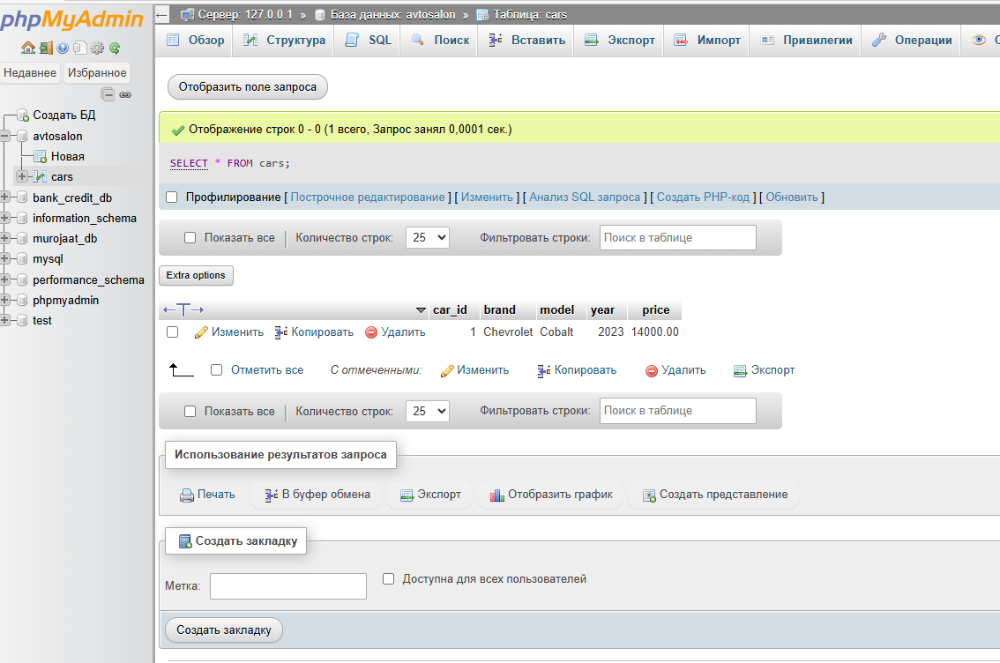 phpMyAdmin
Недавнее Избранное
Создать БД
avtosalon
Новая
cars
bank_credit_db
information_schema
murojaat_db
mysql
performance_schema
phpmyadmin
test
Сервер: 127.0.0.1 » База данных: avtosalon » Таблица: cars
Обзор Структура SQL Поиск Вставить Экспорт Импорт Привилегии Операции
Отобразить поле запроса
Отображение строк 0 - 0 (1 всего, Запрос занял 0,0001 сек.)
SELECT * FROM cars;
Профилирование [ Построчное редактирование ] [ Изменить ] [ Анализ SQL запроса ] [ Создать PHP-код ] [ Обновить ]
Показать все Количество строк: 25 Фильтровать строки: Поиск в таблице
Extra options
←T→ car_id brand model year price
Изменить Копировать Удалить 1 Chevrolet Cobalt 2023 14000.00
Отметить все С отмеченными: Изменить Копировать Удалить Экспорт
Показать все Количество строк: 25 Фильтровать строки: Поиск в таблице
Использование результатов запроса
Печать В буфер обмена Экспорт Отобразить график Создать представление
Создать закладку
Метка: Доступна для всех пользователей
Создать закладку